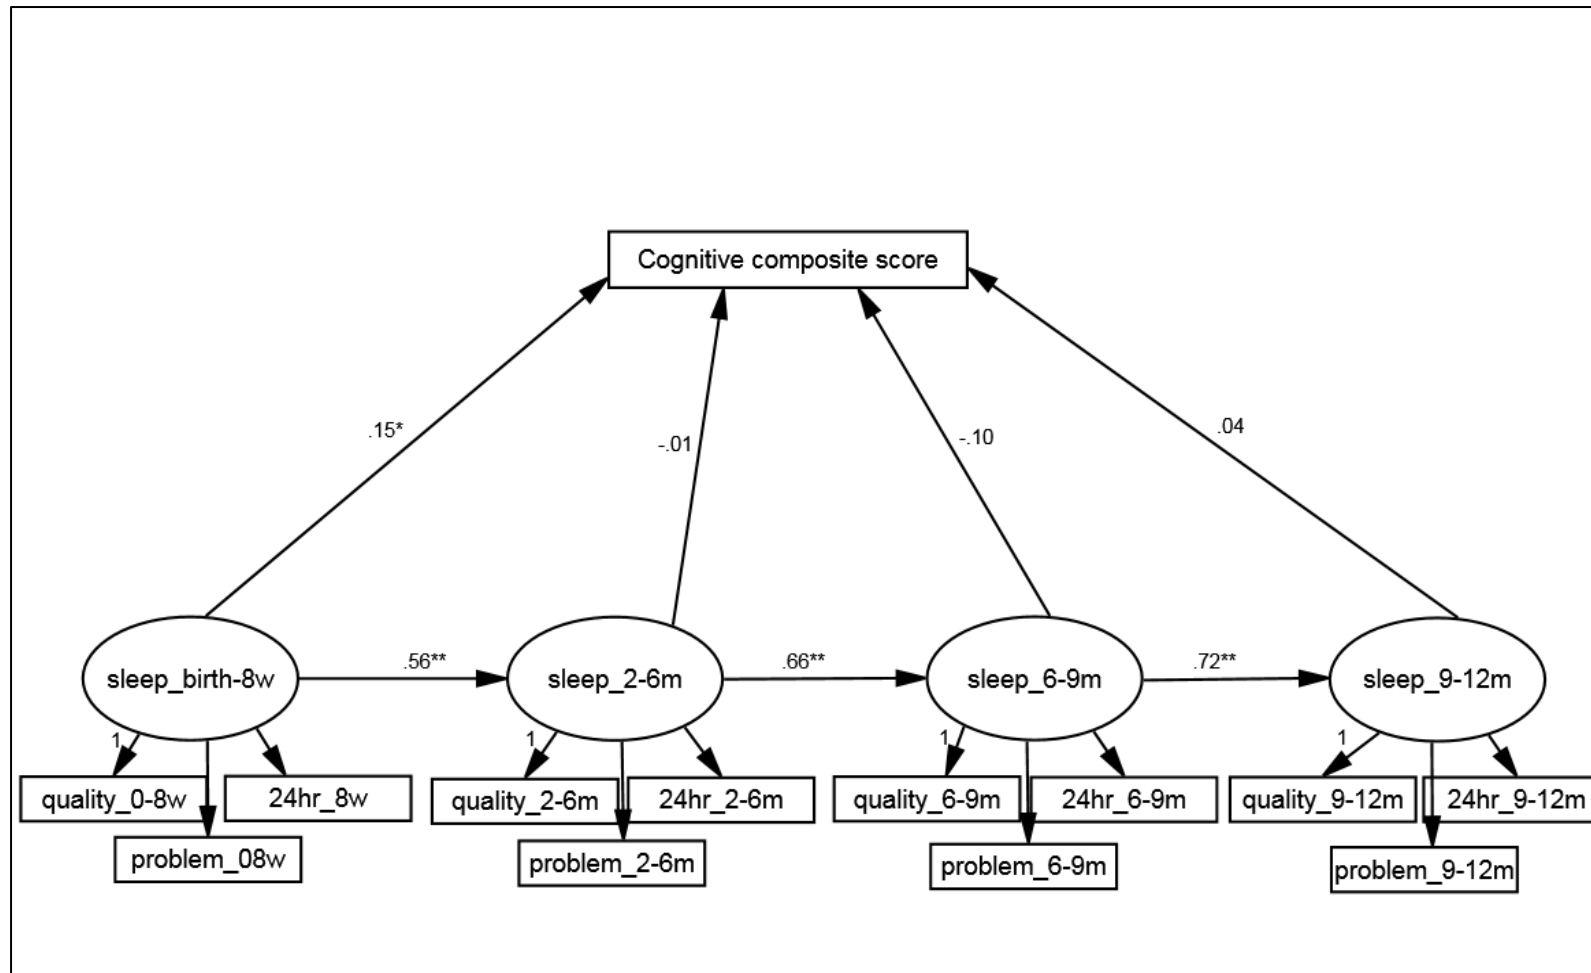 Cognitive composite score
.15*
-.01
-.10
.04
sleep_birth-8w
.56**
sleep_2-6m
.66**
sleep_6-9m
.72**
sleep_9-12m
1
1
1
1
quality_0-8w
24hr_8w
quality_2-6m
24hr_2-6m
quality_6-9m
24hr_6-9m
quality_9-12m
24hr_9-12m
problem_08w
problem_2-6m
problem_6-9m
problem_9-12m